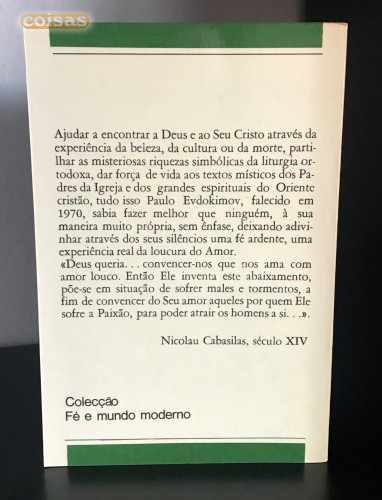 coisas
Ajudar a encontrar a Deus e ao Seu Cristo através da
experiência da beleza, da cultura ou da morte, parti-
lhar as misteriosas riquezas simbólicas da liturgia or-
todoxa, dar força de vida aos textos místicos dos Pa-
dres da Igreja e dos grandes espirituais do Oriente
cristão, tudo isso Paulo Evdokimov, falecido em
1970, sabia fazer melhor que ninguém, à sua
maneira muito própria, sem ênfase, deixando adivi-
nhar através dos seus silêncios uma fé ardente, uma
experiência real da loucura do Amor.
«Deus queria. . . convencer-nos que nos ama com
amor louco. Então Ele inventa este abaixamento,
põe-se em situação de sofrer males e tormentos, a
fim de convencer do Seu amor aqueles por quem Ele
sofre a Paixão, para poder atrair os homens a si. . .».
Nicolau Cabasilas, século XIV
Colecção
Fé e mundo moderno